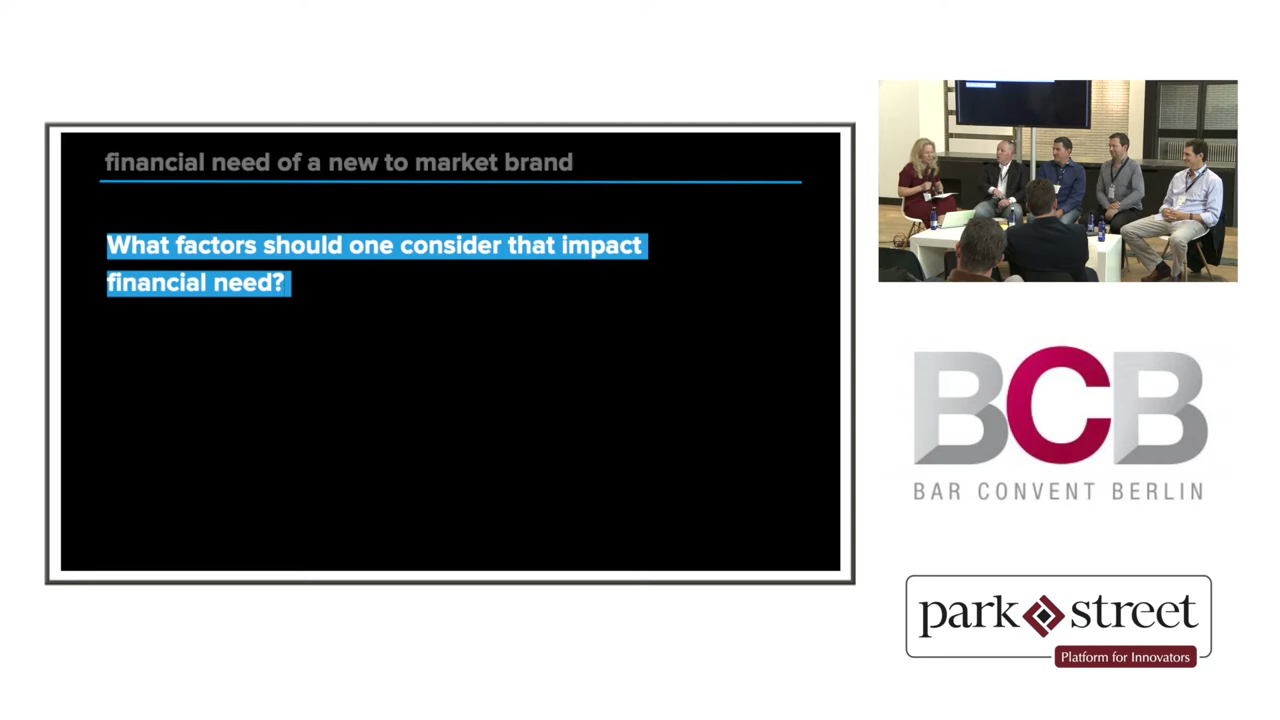 financial need of a new to market brand
What factors should one consider that impact
financial need?
BCB
BAR CONVENT BERLIN
park street
Platform for Innovators